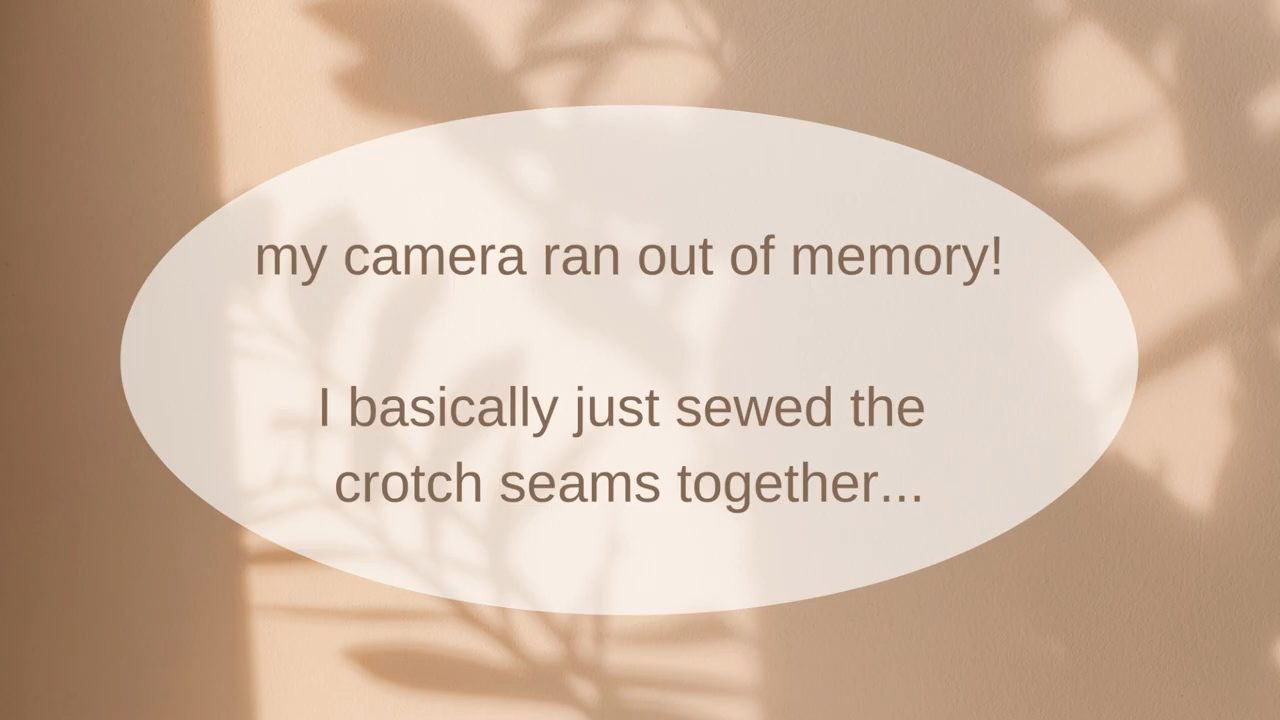 my camera ran out of memory!
I basically just sewed the
crotch seams together...